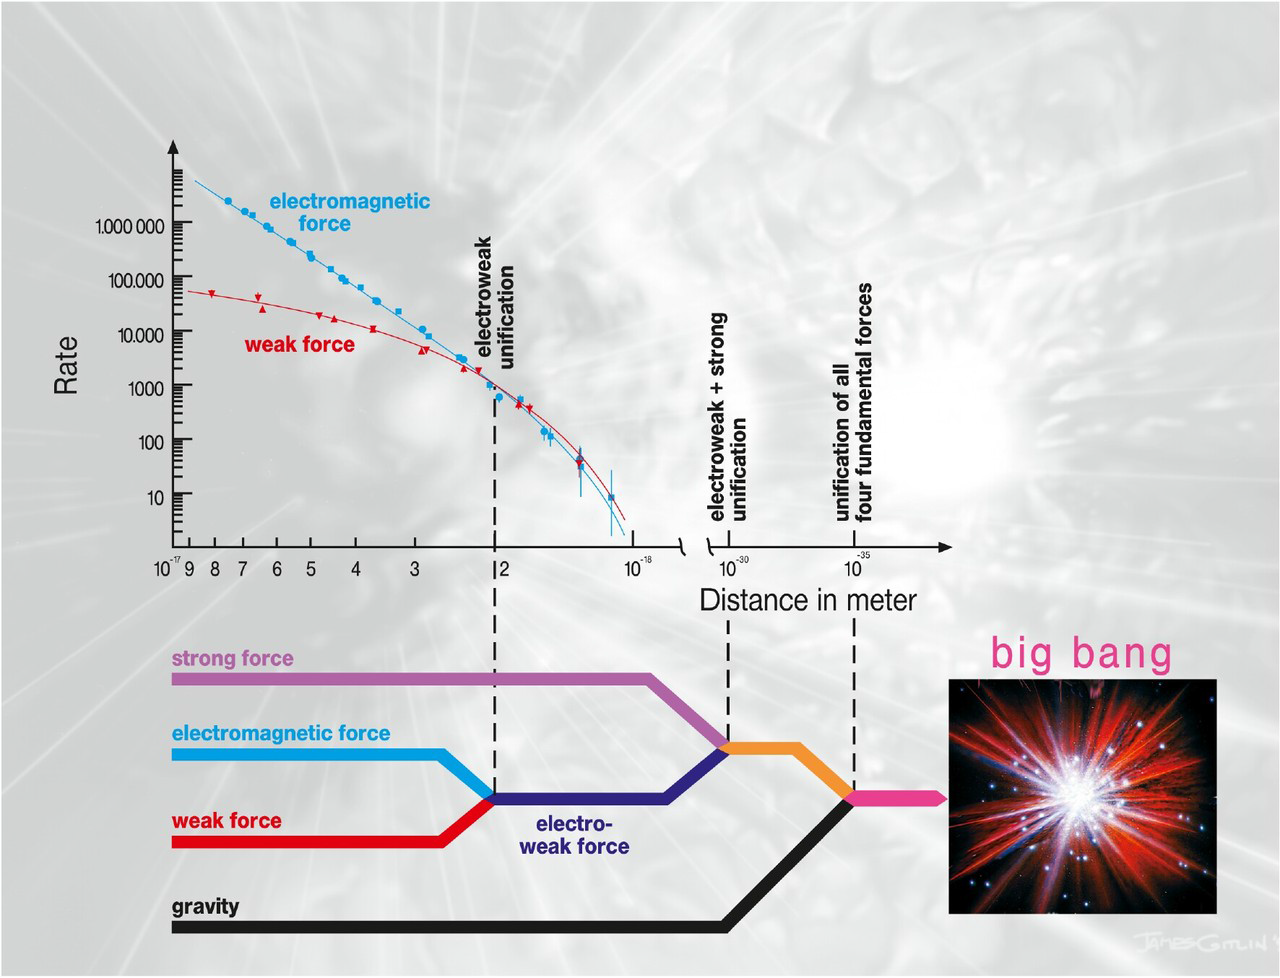 electromagnetic
force
1.000 000
100.000
10.000
1000
100
10
Rate
weak force
electroweak
unification
electroweak + strong
unification
unification of all
four fundamental forces
10-17 9 8 7 6 5 4 3 2 10-18 10-30 10-35
Distance in meter
big bang
strong force
electromagnetic force
weak force
electro-
weak force
gravity
JAMES GITLIN